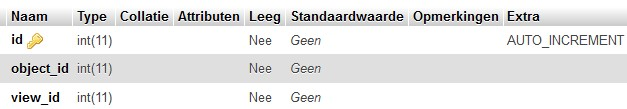 Naam Type Collatie Attributen Leeg Standaardwaarde Opmerkingen Extra
id int(11) Nee Geen AUTO_INCREMENT
object_id int(11) Nee Geen
view_id int(11) Nee Geen